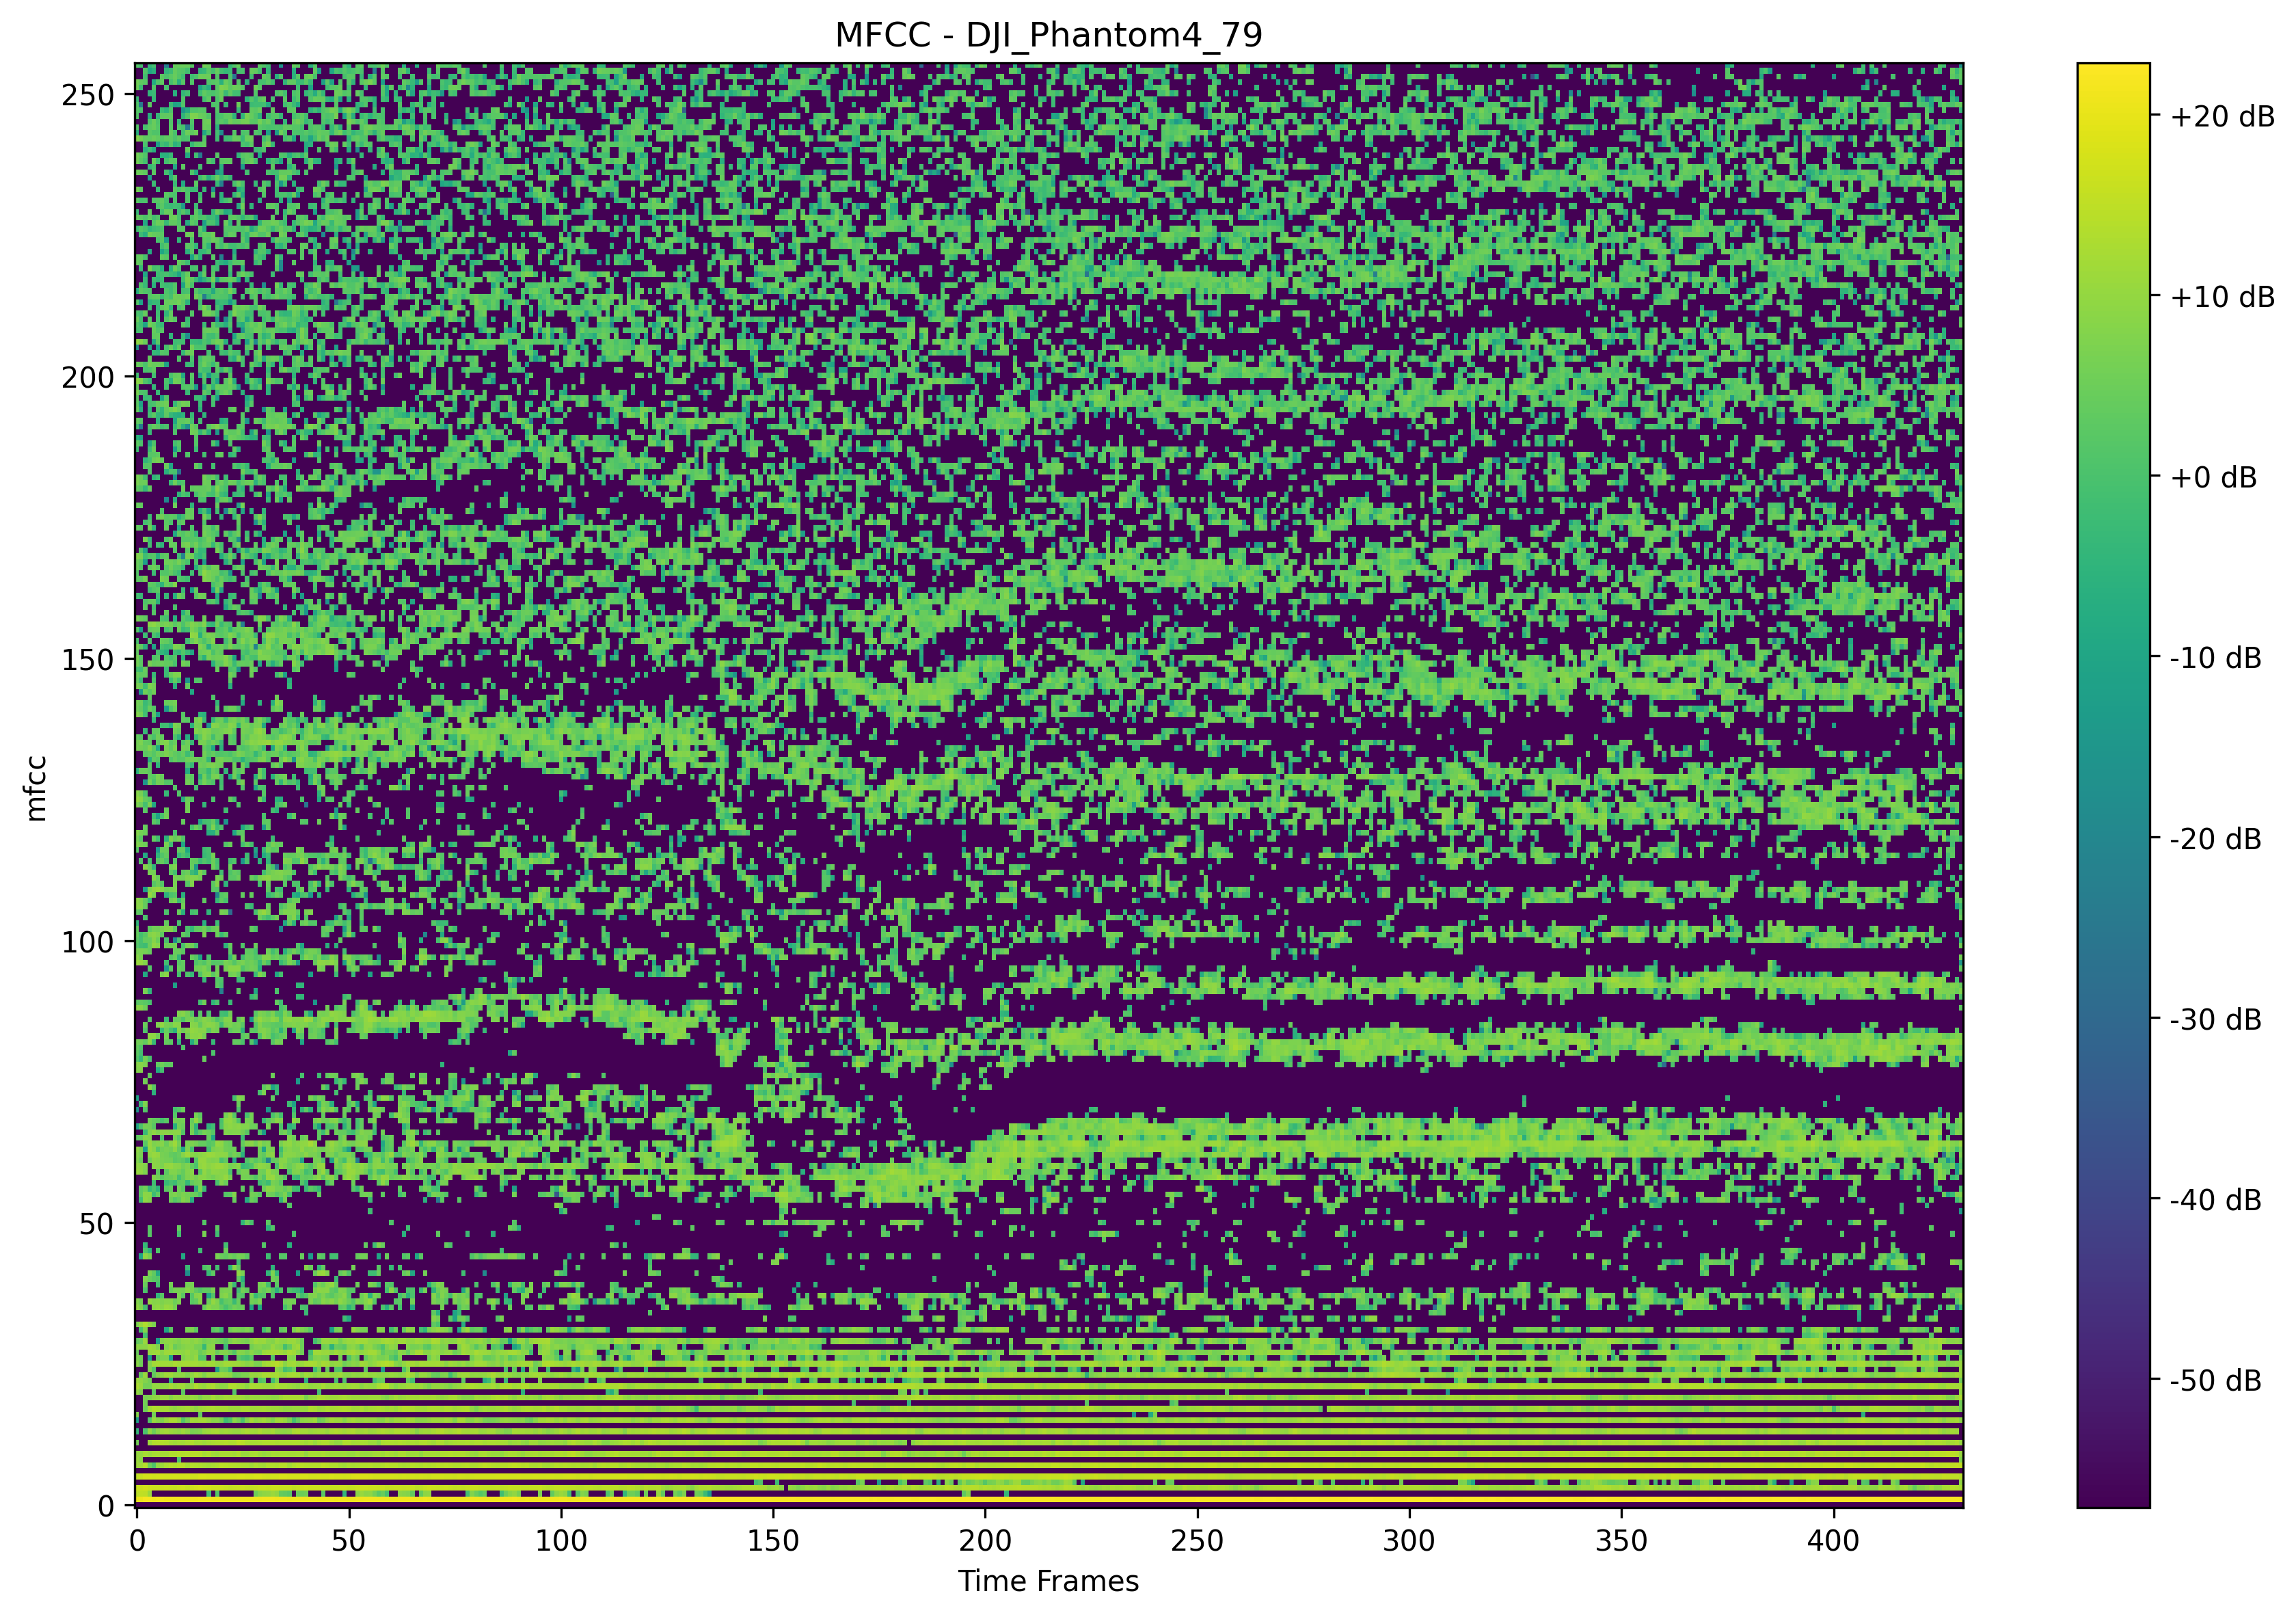 MFCC - DJI_Phantom4_79
250
200
150
100
50
0
mfcc
0 50 100 150 200 250 300 350 400
Time Frames
+20 dB
+10 dB
+0 dB
-10 dB
-20 dB
-30 dB
-40 dB
-50 dB